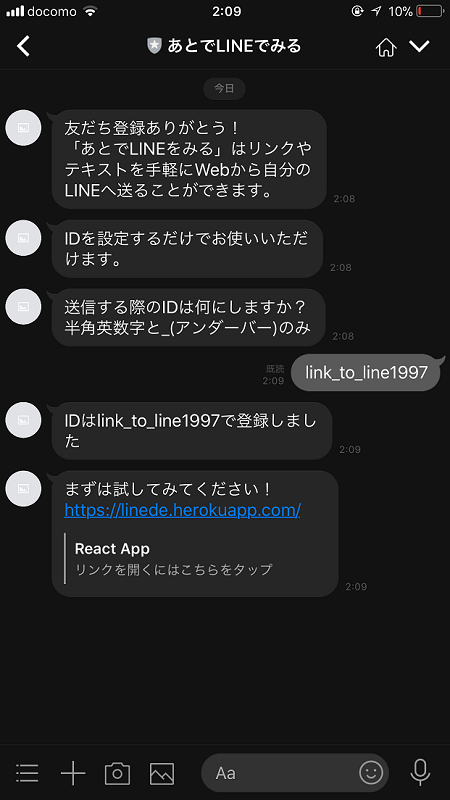 docomo 2:09 10%
あとでLINEでみる
今日
友だち登録ありがとう！
「あとでLINEをみる」はリンクや
テキストを手軽にWebから自分の
LINEへ送ることができます。
2:08
IDを設定するだけでお使いいただ
けます。
2:08
送信する際のIDは何にしますか？
半角英数字と_(アンダーバー)のみ
2:08
既読
2:09
link_to_line1997
IDはlink_to_line1997で登録しまし
た
2:09
まずは試してみてください！
https://linede.herokuapp.com/
React App
リンクを開くにはこちらをタップ
2:09
Aa